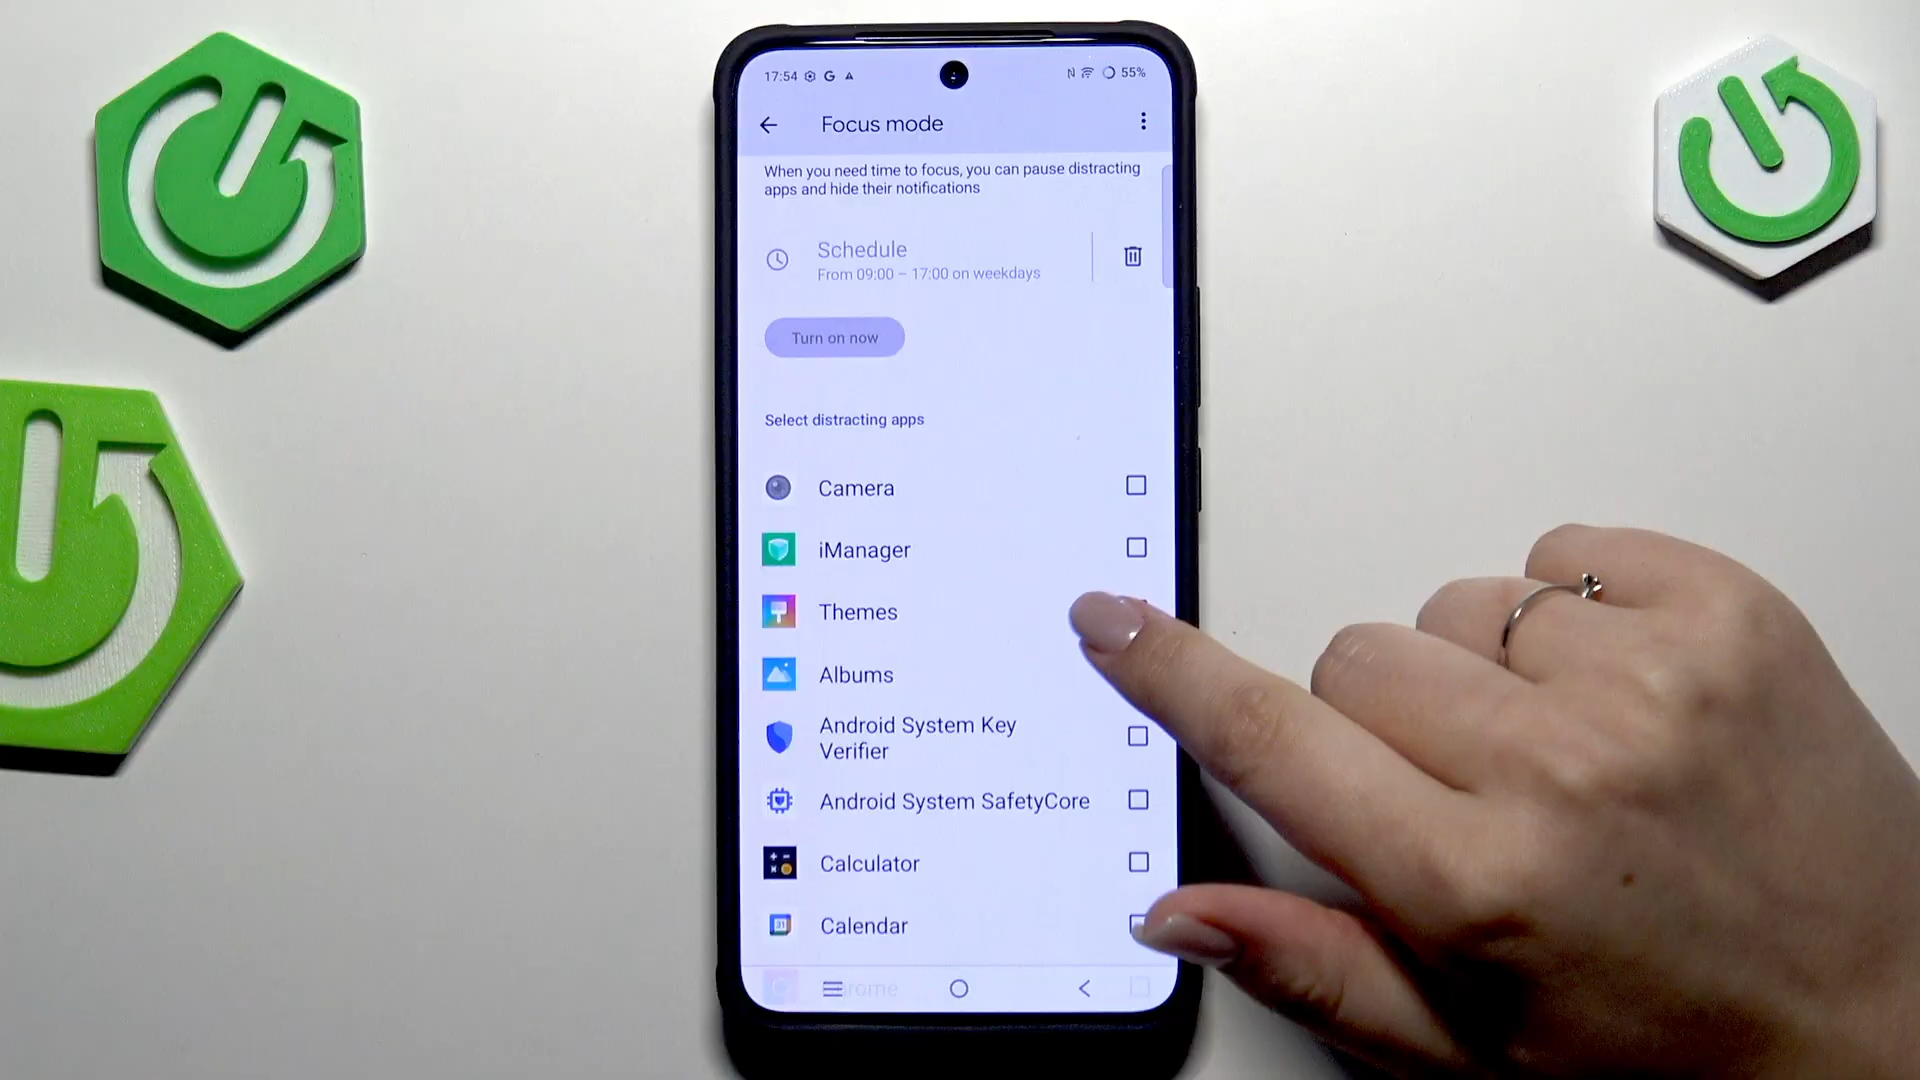 17:54 G 55%
Focus mode
When you need time to focus, you can pause distracting
apps and hide their notifications
Schedule
From 09:00 – 17:00 on weekdays
Turn on now
Select distracting apps
Camera
iManager
Themes
Albums
Android System Key
Verifier
Android System SafetyCore
Calculator
31 Calendar